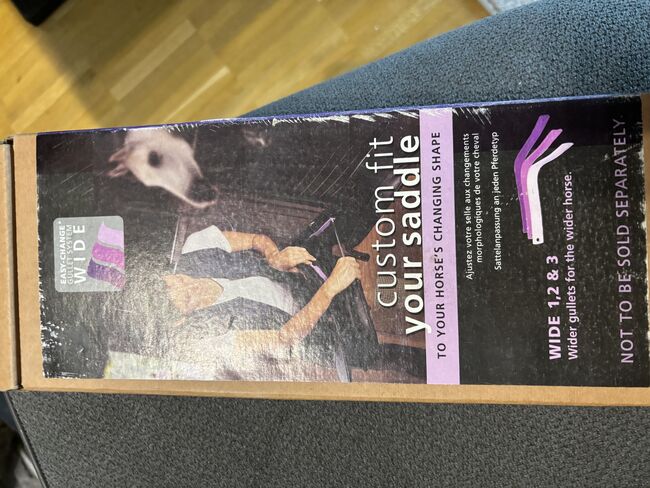 EASY-CHANGE®
GULLET SYSTEM
WIDE
custom fit
your saddle
TO YOUR HORSE'S CHANGING SHAPE
Ajustez votre selle aux changements
morphologiques de votre cheval
Sattelanpassung an jeden Pferdetyp
WIDE 1,2 & 3
Wider gullets for the wider horse.
NOT TO BE SOLD SEPARATELY